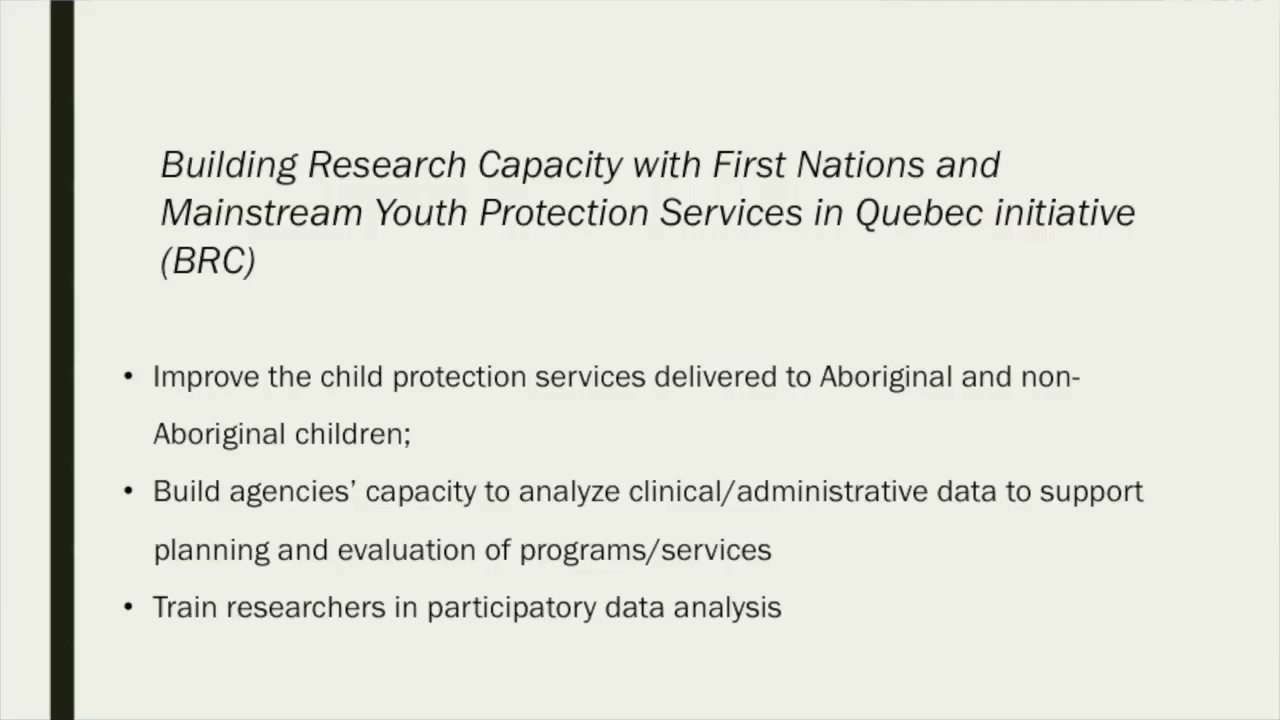 Building Research Capacity with First Nations and
Mainstream Youth Protection Services in Quebec initiative
(BRC)
• Improve the child protection services delivered to Aboriginal and non-
Aboriginal children;
• Build agencies’ capacity to analyze clinical/administrative data to support
planning and evaluation of programs/services
• Train researchers in participatory data analysis